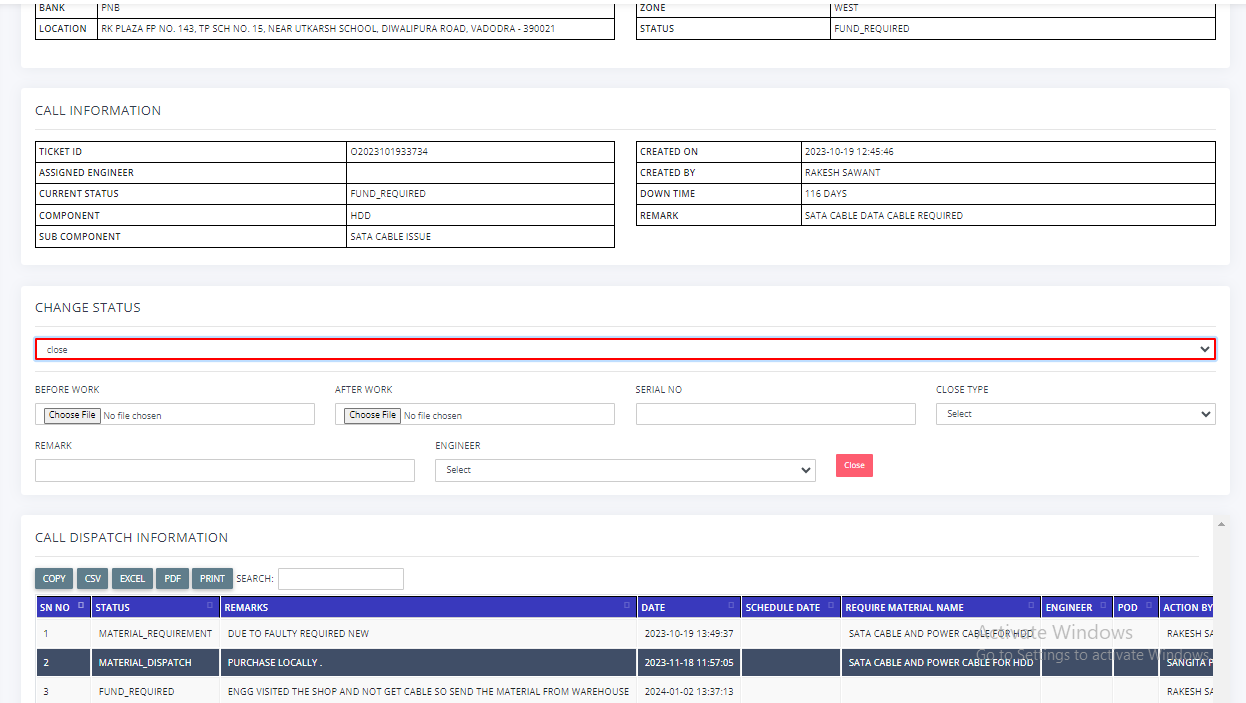 BANK PNB
LOCATION RK PLAZA FP NO. 143, TP SCH NO. 15, NEAR UTKARSH SCHOOL, DIWALIPURA ROAD, VADODRA - 390021
ZONE WEST
STATUS FUND_REQUIRED
CALL INFORMATION
TICKET ID O2023101933734
ASSIGNED ENGINEER
CURRENT STATUS FUND_REQUIRED
COMPONENT HDD
SUB COMPONENT SATA CABLE ISSUE
CREATED ON 2023-10-19 12:45:46
CREATED BY RAKESH SAWANT
DOWN TIME 116 DAYS
REMARK SATA CABLE DATA CABLE REQUIRED
CHANGE STATUS
close
BEFORE WORK AFTER WORK SERIAL NO CLOSE TYPE
Choose File No file chosen Choose File No file chosen Select
REMARK ENGINEER
Select Close
CALL DISPATCH INFORMATION
COPY CSV EXCEL PDF PRINT SEARCH:
SN NO STATUS REMARKS DATE SCHEDULE DATE REQUIRE MATERIAL NAME ENGINEER POD ACTION BY
1 MATERIAL_REQUIREMENT DUE TO FAULTY REQUIRED NEW 2023-10-19 13:49:37 SATA CABLE AND POWER CABLE FOR HDD RAKESH SA
Activate Windows
Go to Settings to activate Windows.
2 MATERIAL_DISPATCH PURCHASE LOCALLY . 2023-11-18 11:57:05 SATA CABLE AND POWER CABLE FOR HDD SANGITA P
3 FUND_REQUIRED ENGG VISITED THE SHOP AND NOT GET CABLE SO SEND THE MATERIAL FROM WAREHOUSE 2024-01-02 13:37:13 RAKESH SA